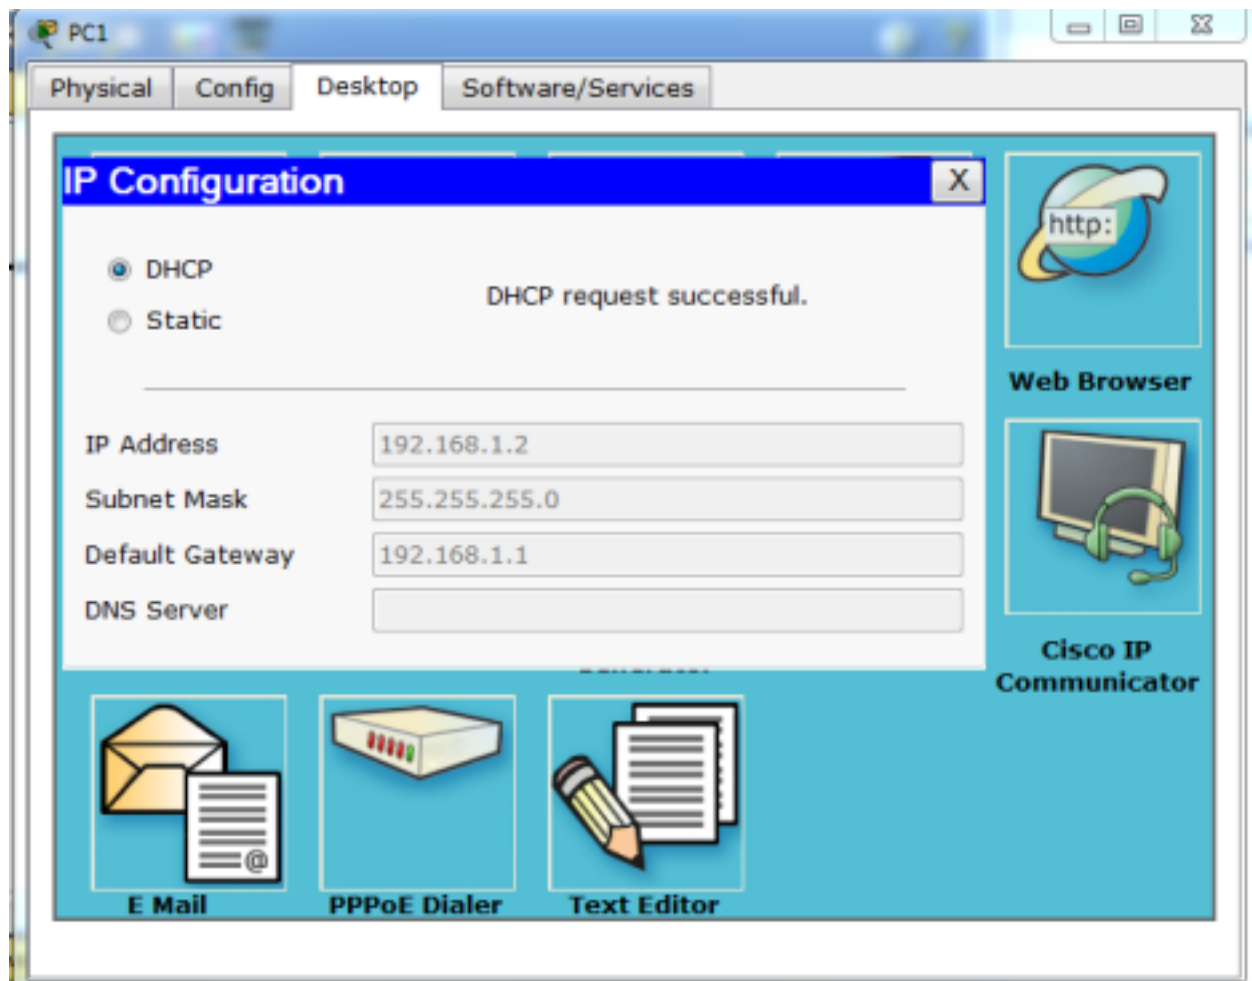 PC1
Physical Config Desktop Software/Services
IP Configuration X
DHCP
DHCP request successful.
Static
IP Address 192.168.1.2
Subnet Mask 255.255.255.0
Default Gateway 192.168.1.1
DNS Server
http:
Web Browser
Cisco IP
Communicator
@
E Mail PPPoE Dialer Text Editor